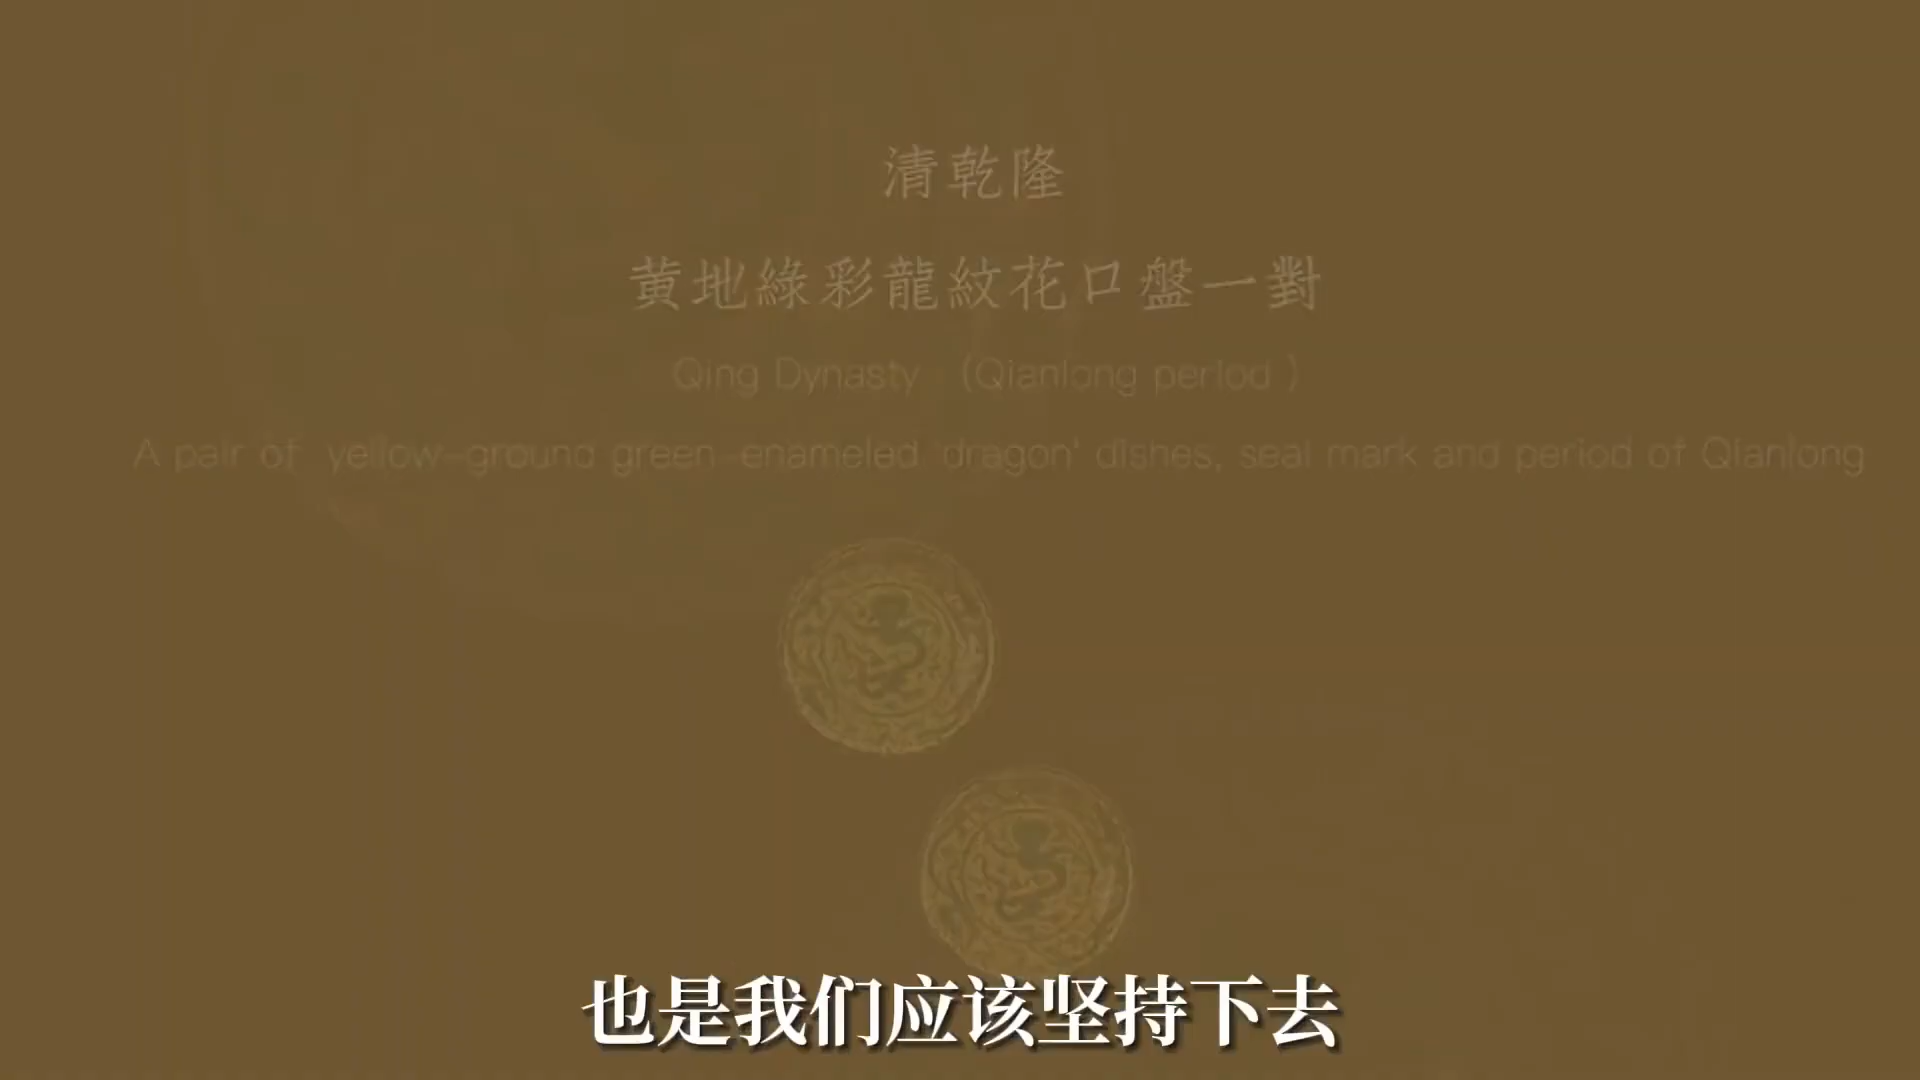 清乾隆
黄地綠彩龍紋花口盤一對
Qing Dynasty （Qianlong period ）
A pair of yellow-ground green-enameled 'dragon' dishes, seal mark and period of Qianlong
也是我们应该坚持下去